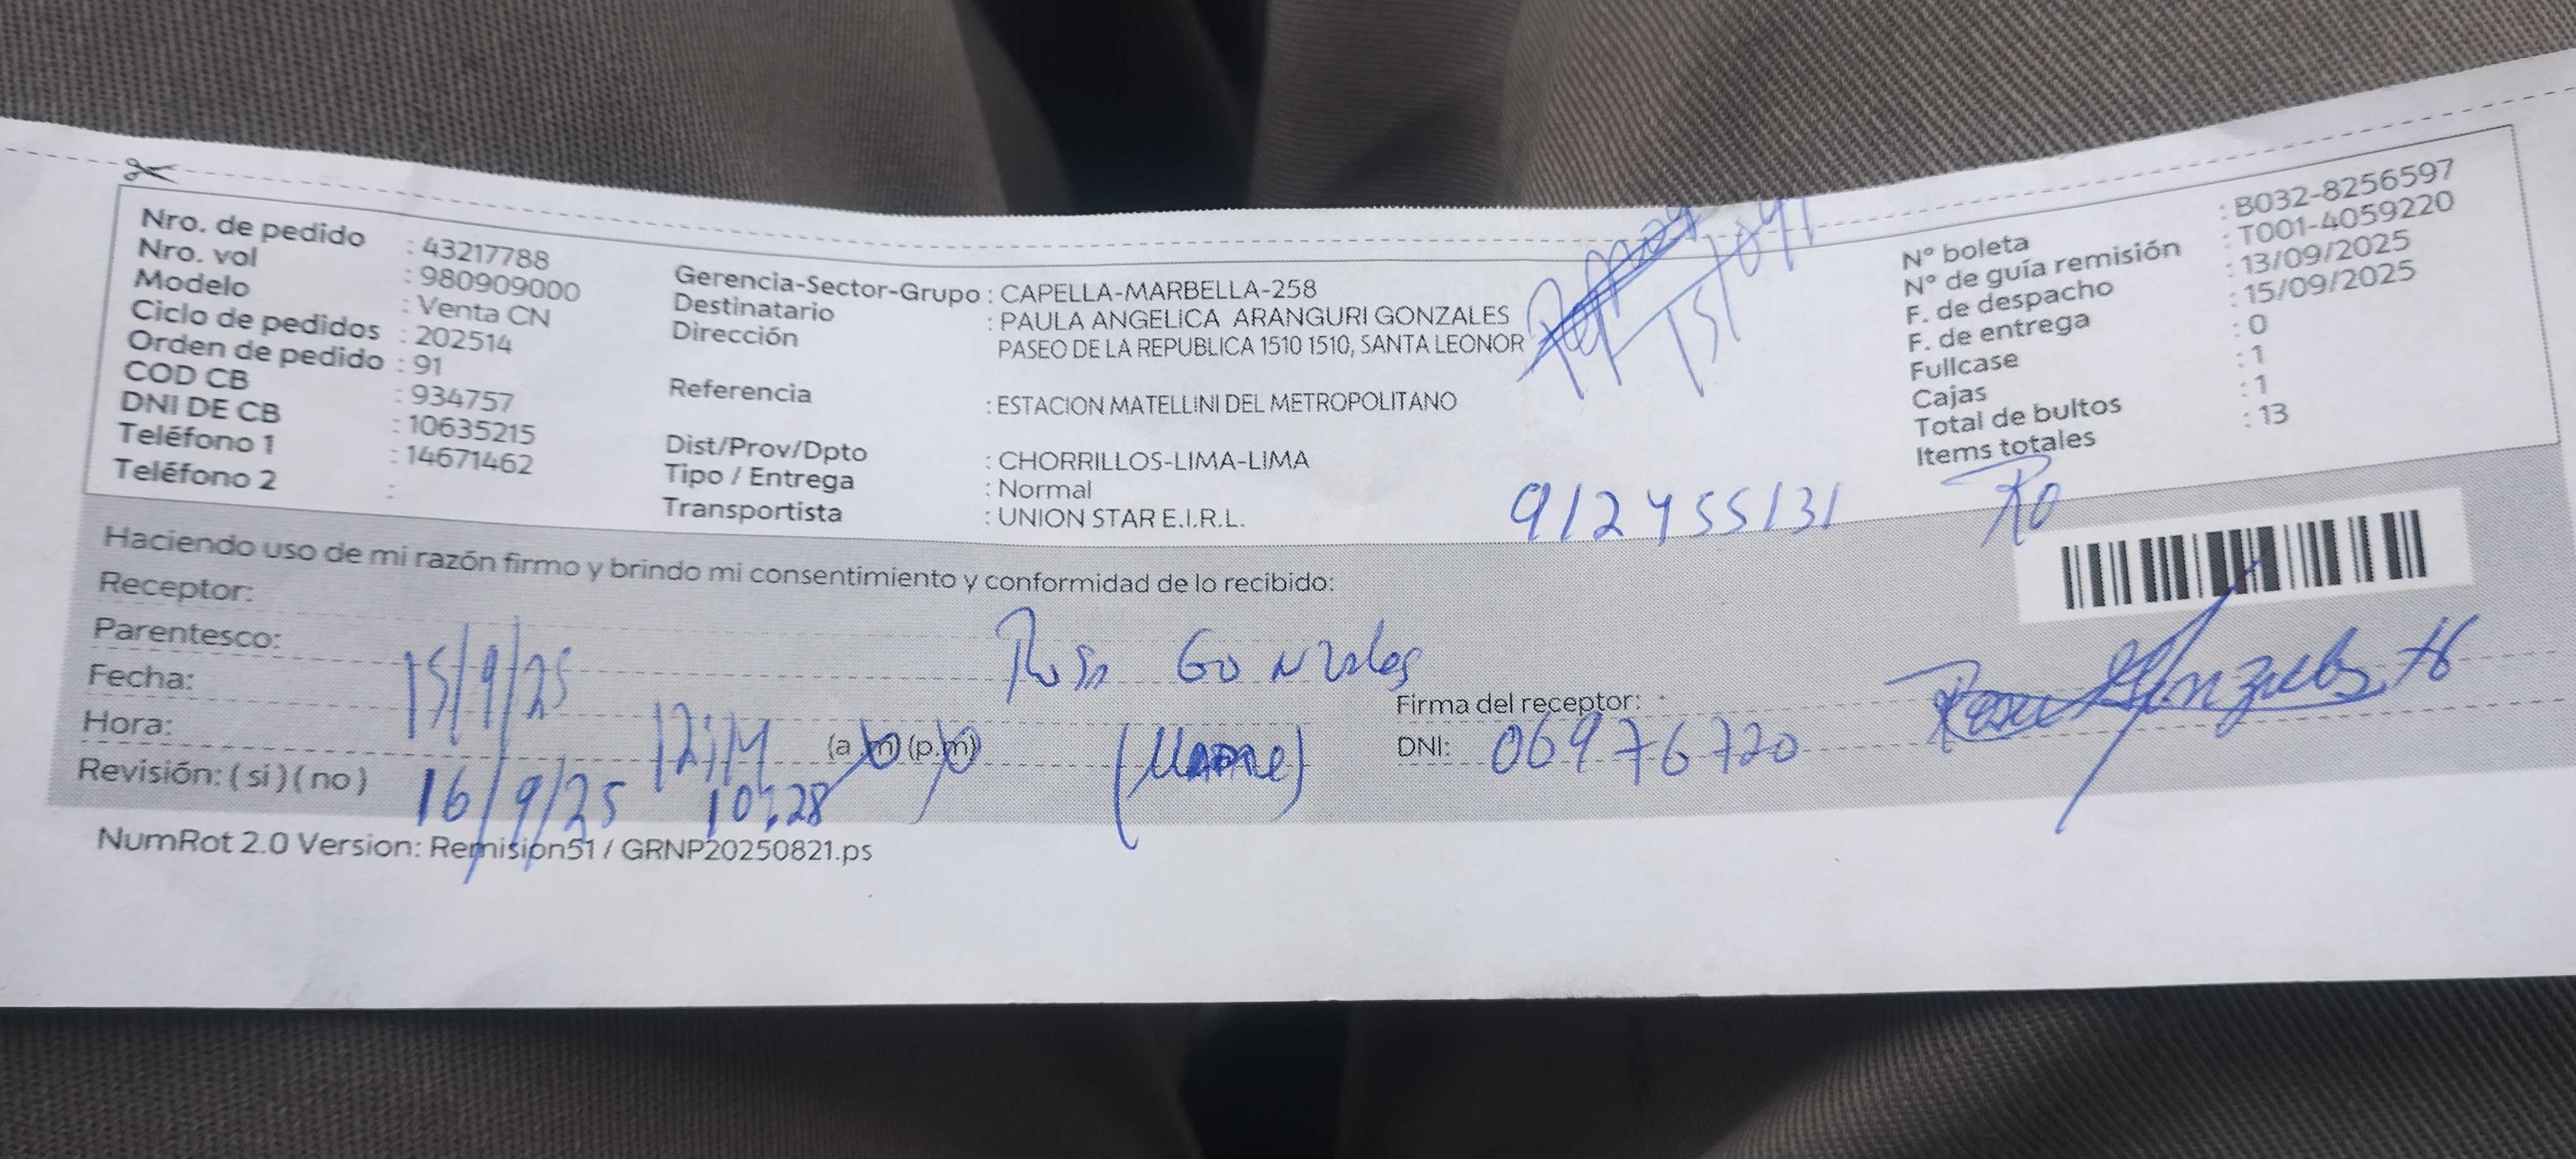 Nro. de pedido : 43217788
Nro. vol : 980909000
Modelo : Venta CN
Ciclo de pedidos : 202514
Orden de pedido : 91
COD CB : 934757
DNI DE CB : 10635215
Teléfono 1 : 14671462
Teléfono 2 :
Gerencia-Sector-Grupo : CAPELLA-MARBELLA-258
Destinatario : PAULA ANGELICA ARANGURI GONZALES
Dirección PASEO DE LA REPUBLICA 1510 1510, SANTA LEONOR
Referencia : ESTACION MATELLINI DEL METROPOLITANO
Dist/Prov/Dpto : CHORRILLOS-LIMA-LIMA
Tipo / Entrega : Normal
Transportista : UNION STAR E.I.R.L.
N° boleta : B032-8256597
N° de guía remisión : T001-4059220
F. de despacho : 13/09/2025
F. de entrega : 15/09/2025
Fullcase : 0
Cajas : 1
Total de bultos : 1
Items totales : 13
912455131
Ro
Haciendo uso de mi razón firmo y brindo mi consentimiento y conformidad de lo recibido:
Receptor:
Parentesco:
Rosa Gonzales
Fecha: 15/9/25
Hora: 12:14 (a.m) (p.m)
Revisión: ( si ) ( no ) 16/9/25 10:28
Firma del receptor:
DNI: 06976720
NumRot 2.0 Version: Remision51 / GRNP20250821.ps